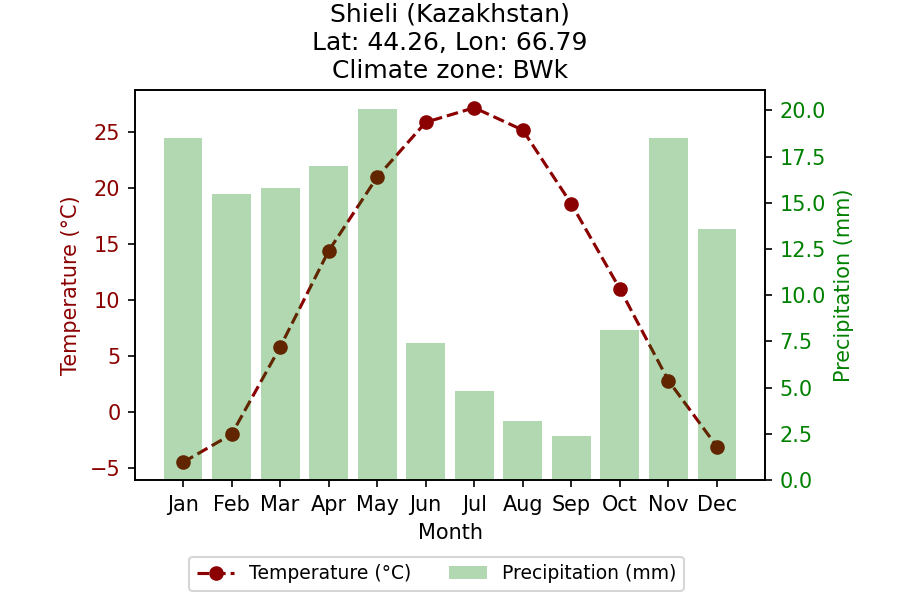 Shieli (Kazakhstan)
Lat: 44.26, Lon: 66.79
Climate zone: BWk
Temperature (°C)
25
20
15
10
5
0
−5
Precipitation (mm)
20.0
17.5
15.0
12.5
10.0
7.5
5.0
2.5
0.0
Jan Feb Mar Apr May Jun Jul Aug Sep Oct Nov Dec
Month
Temperature (°C) Precipitation (mm)